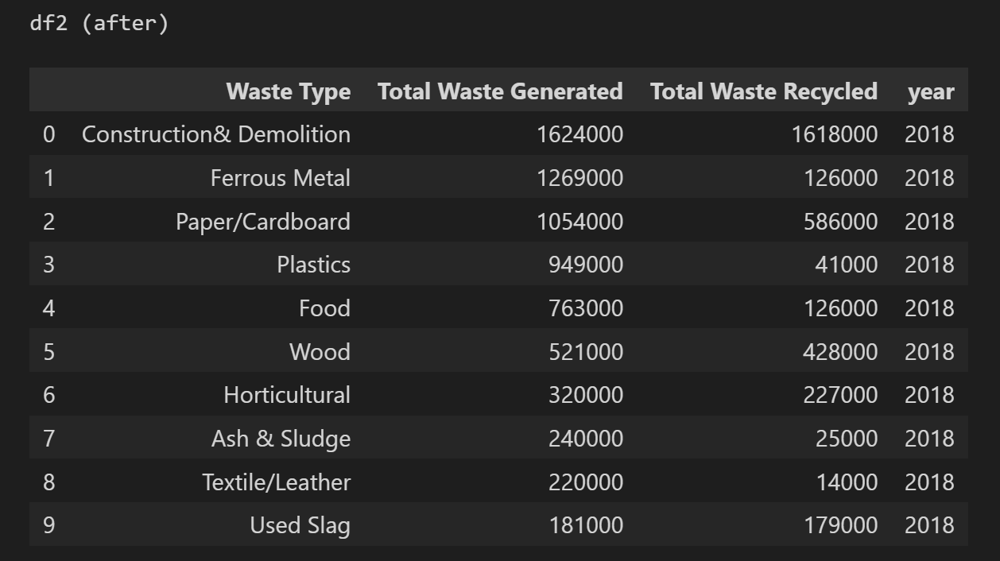 df2 (after)
Waste Type Total Waste Generated Total Waste Recycled year
0 Construction& Demolition 1624000 1618000 2018
1 Ferrous Metal 1269000 126000 2018
2 Paper/Cardboard 1054000 586000 2018
3 Plastics 949000 41000 2018
4 Food 763000 126000 2018
5 Wood 521000 428000 2018
6 Horticultural 320000 227000 2018
7 Ash & Sludge 240000 25000 2018
8 Textile/Leather 220000 14000 2018
9 Used Slag 181000 179000 2018